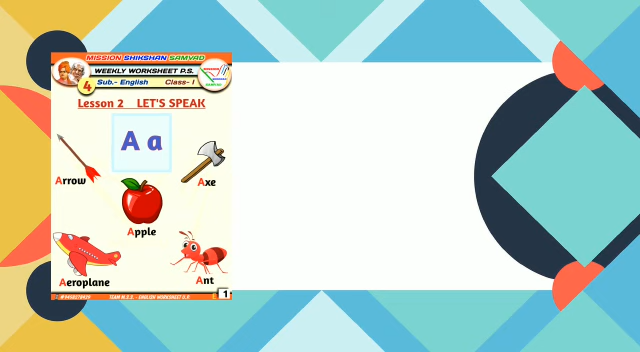 MISSION SHIKSHAN SAMVAD
WEEKLY WORKSHEET P.S.
4
Sub.- English Class- I
Lesson 2 LET'S SPEAK
A a
Arrow
Axe
Apple
Aeroplane
Ant
TEAM M.S.S. - ENGLISH WORKSHEET U.P.
1